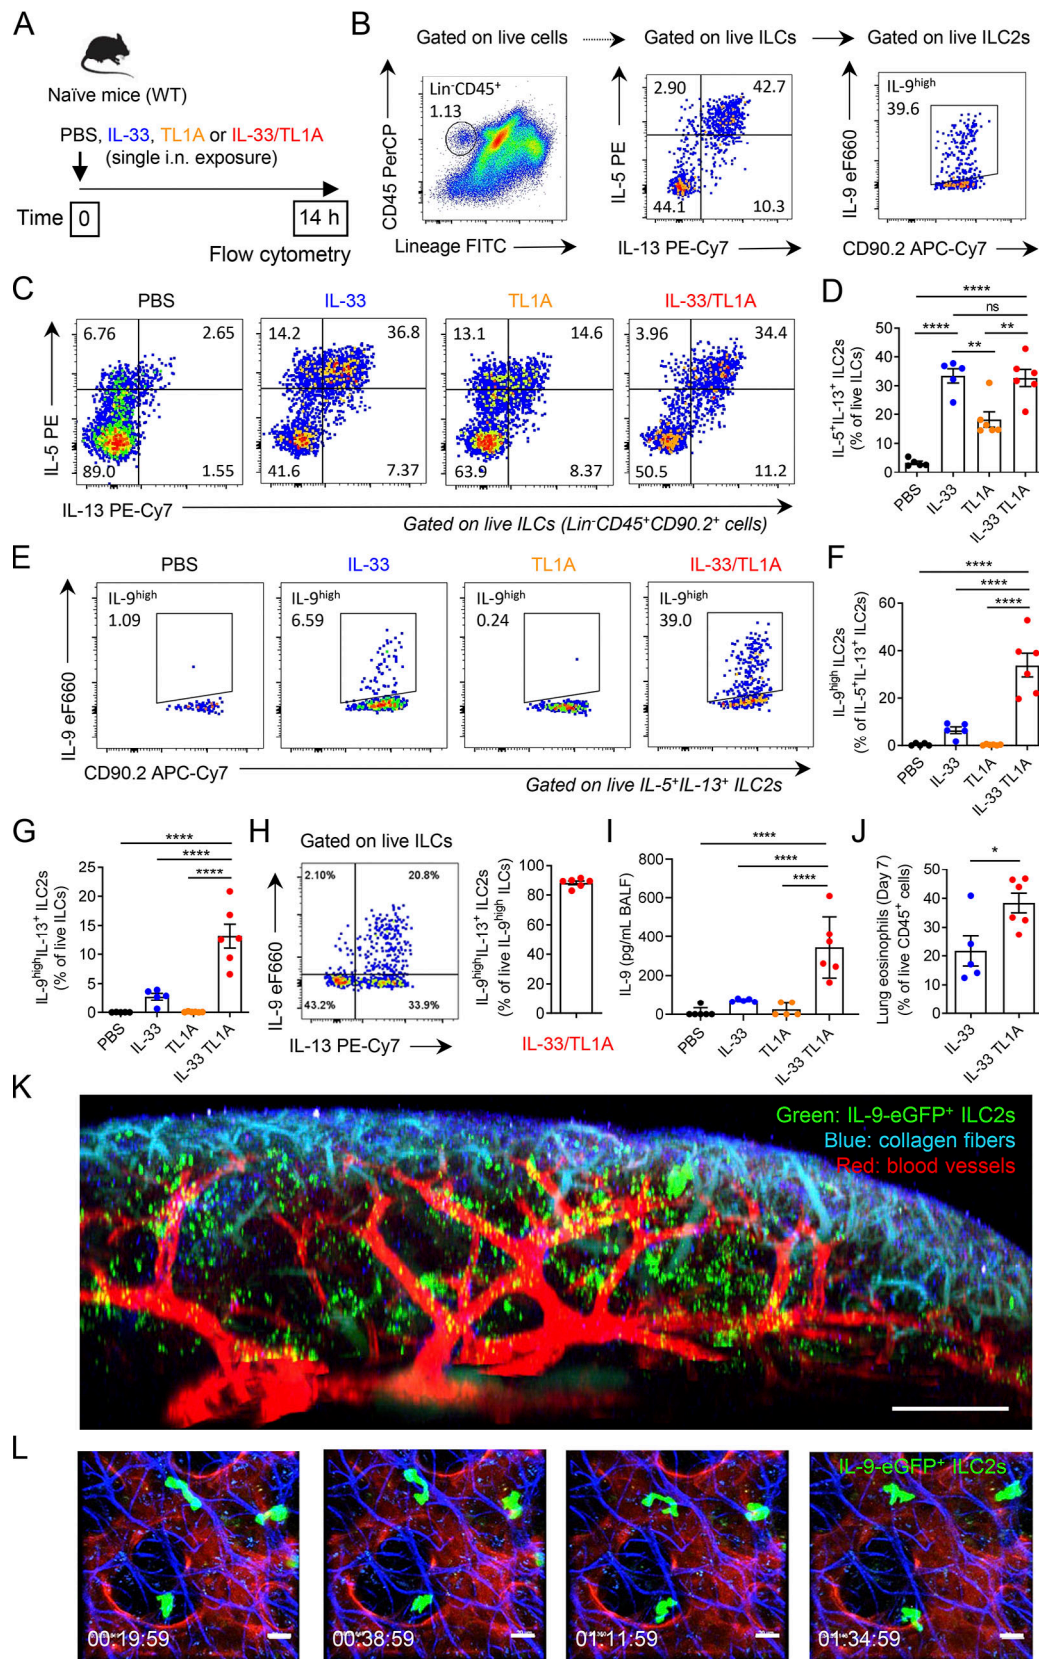 A
Naïve mice (WT)
PBS, IL-33, TL1A or IL-33/TL1A
(single i.n. exposure)
Time 0 14 h
Flow cytometry
B
Gated on live cells Gated on live ILCs Gated on live ILC2s
CD45 PerCP
Lin-CD45+
1.13
Lineage FITC
IL-5 PE
2.90 42.7
44.1 10.3
IL-13 PE-Cy7
IL-9 eF660
IL-9high
39.6
CD90.2 APC-Cy7
C
PBS IL-33 TL1A IL-33/TL1A
IL-5 PE
6.76 2.65 14.2 36.8 13.1 14.6 3.96 34.4
89.0 1.55 41.6 7.37 63.9 8.37 50.5 11.2
IL-13 PE-Cy7
Gated on live ILCs (Lin-CD45+CD90.2+ cells)
D
****
ns
**** **
**
IL-5+IL-13+ ILC2s
(% of live ILCs)
50
40
30
20
10
0
PBS IL-33 TL1A IL-33 TL1A
E
PBS IL-33 TL1A IL-33/TL1A
IL-9 eF660
IL-9high IL-9high IL-9high IL-9high
1.09 6.59 0.24 39.0
CD90.2 APC-Cy7
Gated on live IL-5+IL-13+ ILC2s
F
****
****
****
IL-9high ILC2s
(% of IL-5+IL-13+ ILC2s)
60
40
20
0
PBS IL-33 TL1A IL-33 TL1A
G
****
****
****
IL-9highIL-13+ ILC2s
(% of live ILCs)
25
20
15
10
5
0
PBS IL-33 TL1A IL-33 TL1A
H
Gated on live ILCs
IL-9 eF660
2.10% 20.8%
43.2% 33.9%
IL-13 PE-Cy7
IL-9highIL-13+ ILC2s
(% of live IL-9high ILCs)
100
80
60
40
20
0
IL-33/TL1A
I
****
****
****
IL-9 (pg/mL BALF)
800
600
400
200
0
PBS IL-33 TL1A IL-33 TL1A
J
*
Lung eosinophils (Day 7)
(% of live CD45+ cells)
50
40
30
20
10
0
IL-33 IL-33 TL1A
K
Green: IL-9-eGFP+ ILC2s
Blue: collagen fibers
Red: blood vessels
L
IL-9-eGFP+ ILC2s
00:19:59 00:38:59 01:11:59 01:34:59